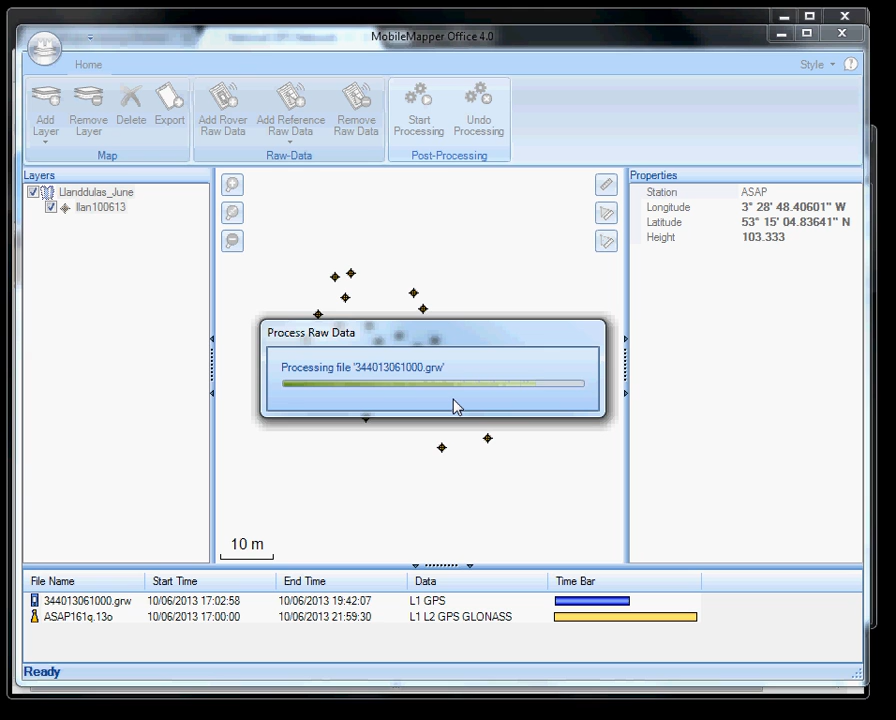 MobileMapper Office 4.0
Home
Style
Add Layer
Remove Layer
Delete
Export
Add Rover Raw Data
Add Reference Raw Data
Remove Raw Data
Start Processing
Undo Processing
Map
Raw-Data
Post-Processing
Layers
Properties
Llanddulas_June
llan100613
Station ASAP
Longitude 3° 28' 48.40601" W
Latitude 53° 15' 04.83641" N
Height 103.333
Process Raw Data
Processing file '344013061000.grw'
10 m
File Name Start Time End Time Data Time Bar
344013061000.grw 10/06/2013 17:02:58 10/06/2013 19:42:07 L1 GPS
ASAP161q.13o 10/06/2013 17:00:00 10/06/2013 21:59:30 L1 L2 GPS GLONASS
Ready